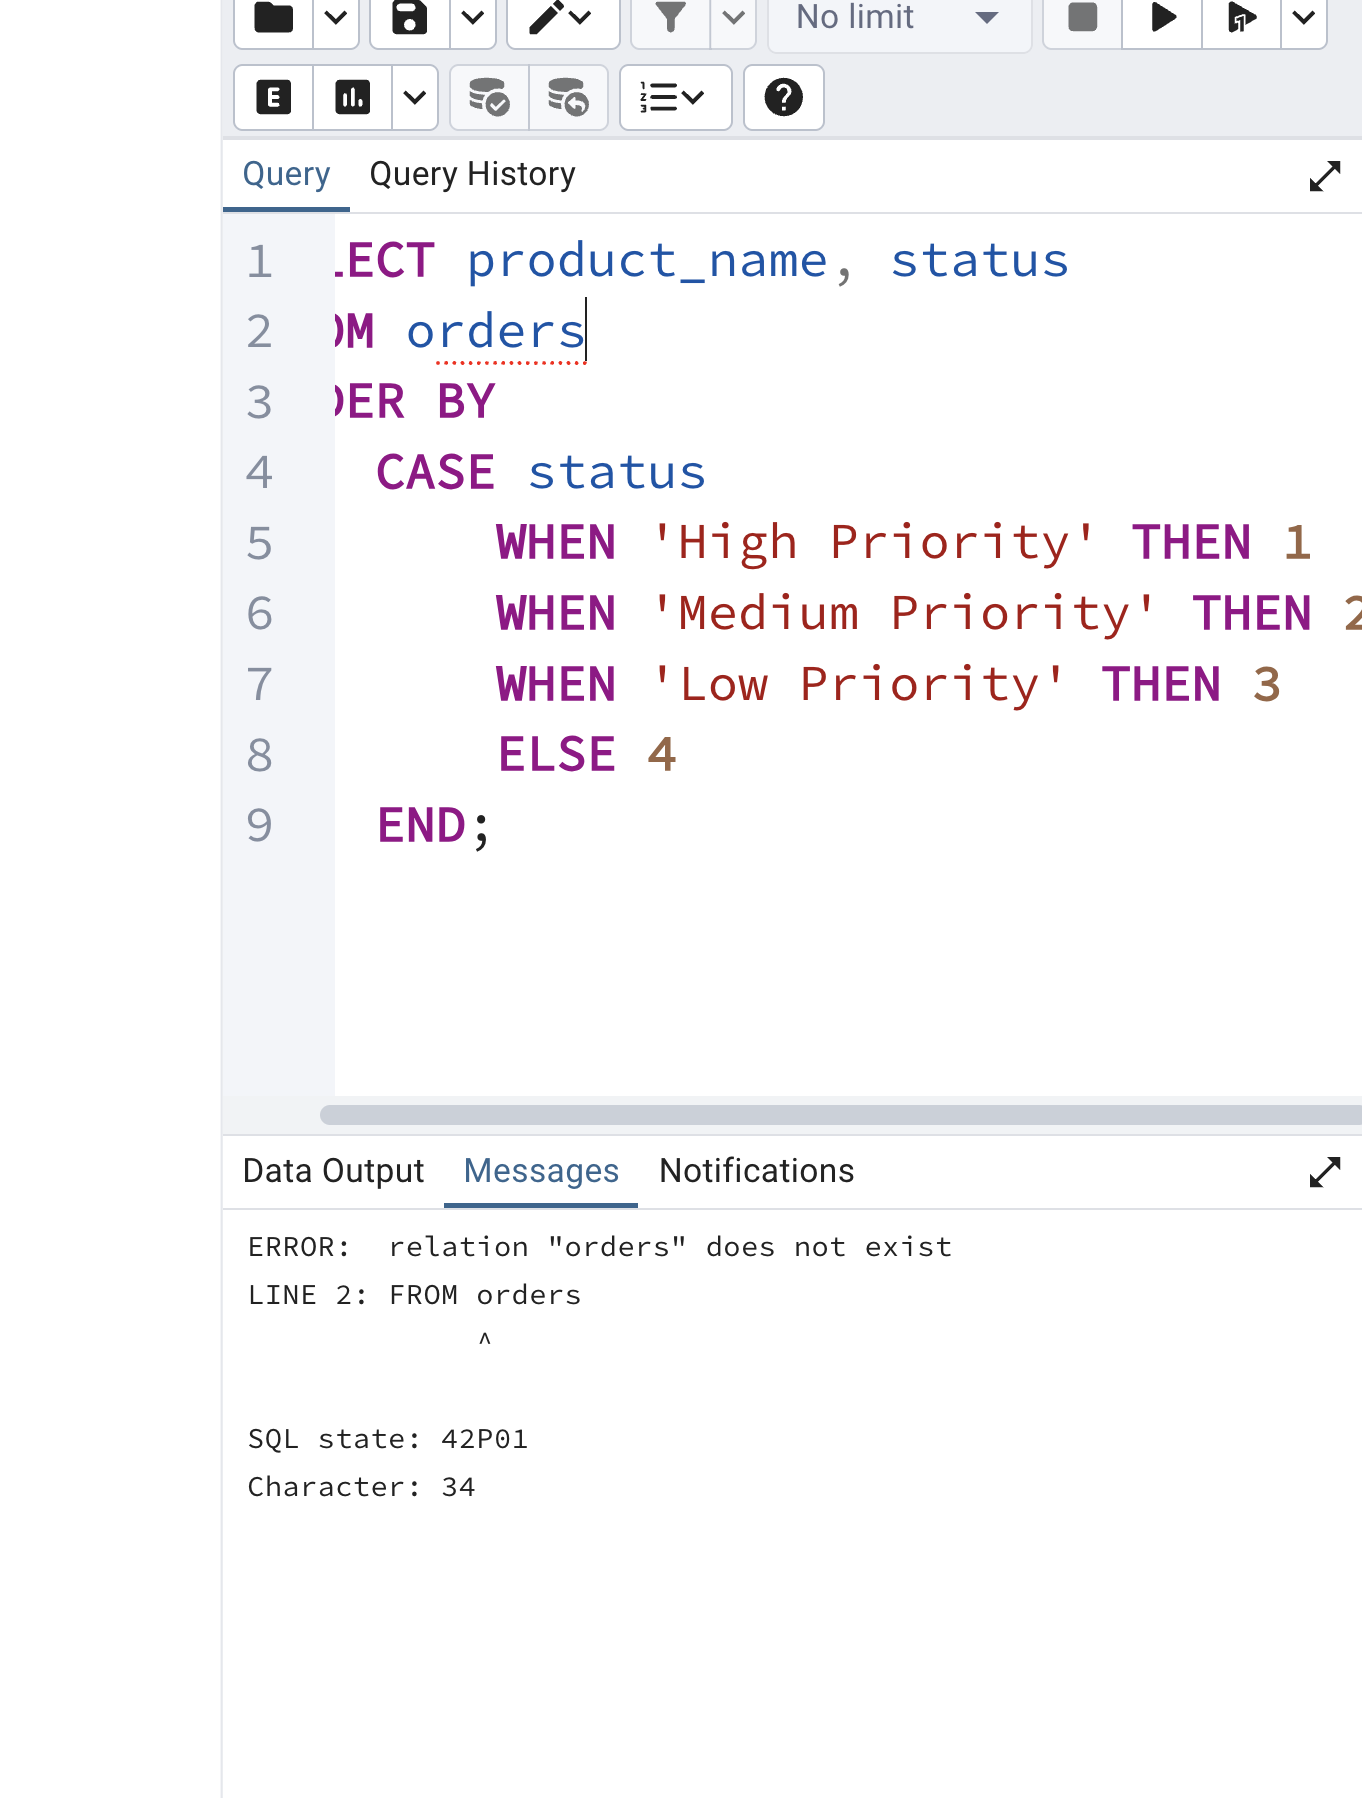 No limit
E
Query Query History
1 LECT product_name, status
2 OM orders
3 DER BY
4 CASE status
5 WHEN 'High Priority' THEN 1
6 WHEN 'Medium Priority' THEN 2
7 WHEN 'Low Priority' THEN 3
8 ELSE 4
9 END;
Data Output Messages Notifications
ERROR:  relation "orders" does not exist
LINE 2: FROM orders
^
SQL state: 42P01
Character: 34